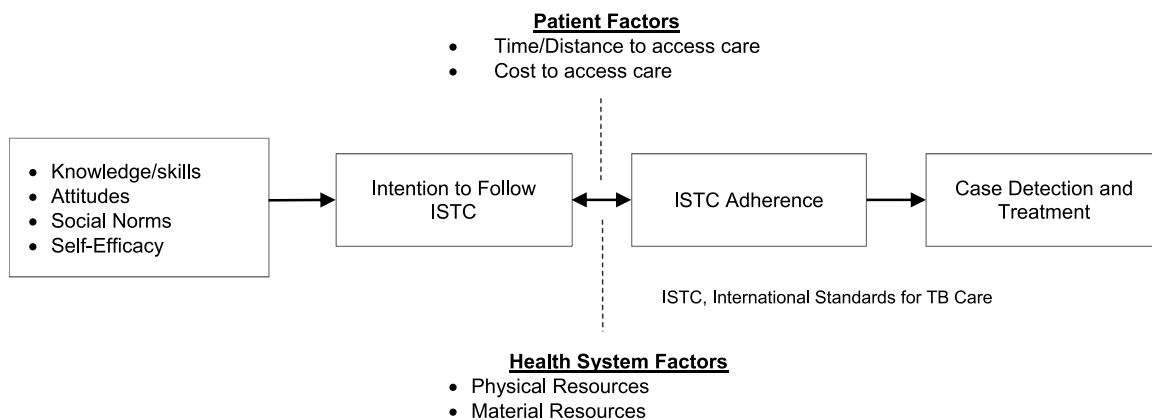 Patient Factors
• Time/Distance to access care
• Cost to access care
• Knowledge/skills
• Attitudes
• Social Norms
• Self-Efficacy
Intention to Follow
ISTC
ISTC Adherence
Case Detection and
Treatment
ISTC, International Standards for TB Care
Health System Factors
• Physical Resources
• Material Resources